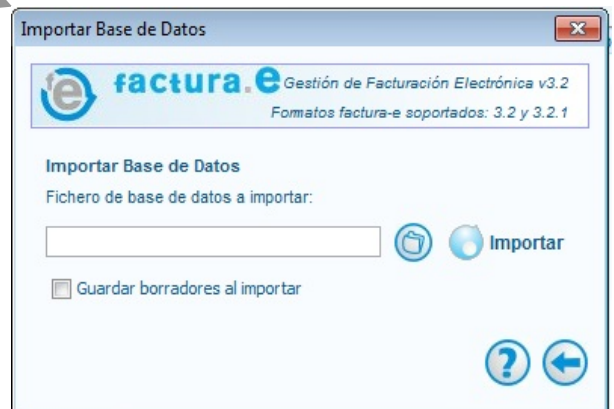 Importar Base de Datos
factura.e Gestión de Facturación Electrónica v3.2
Formatos factura-e soportados: 3.2 y 3.2.1
Importar Base de Datos
Fichero de base de datos a importar:
Importar
Guardar borradores al importar